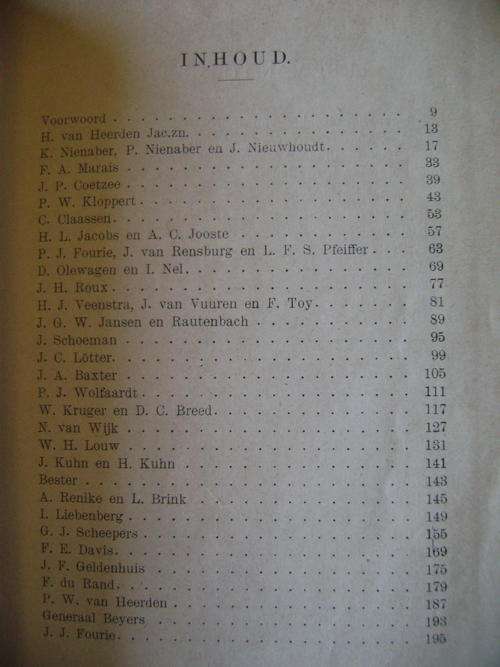 INHOUD.
Voorwoord . . . . . . . . . . . . . . . . . . 9
H. van Heerden Jac.zn. . . . . . . . . . . . . . . 13
K. Nienaber, P. Nienaber en J. Nieuwhoudt. . . . . . 17
F. A. Marais . . . . . . . . . . . . . . . . . . 33
J. P. Coetzee . . . . . . . . . . . . . . . . . . 39
P. W. Kloppert. . . . . . . . . . . . . . . . . . 43
C. Claassen. . . . . . . . . . . . . . . . . . 53
H. L. Jacobs en A. C. Jooste . . . . . . . . . . . . 57
P. J. Fourie, J. van Rensburg en L. F. S. Pfeiffer. . . 63
D. Olewagen en I. Nel. . . . . . . . . . . . . . . 69
J. H. Roux. . . . . . . . . . . . . . . . . . 77
H. J. Veenstra, J. van Vuuren en F. Toy. . . . . . . 81
J. G. W. Jansen en Rautenbach . . . . . . . . . . . 89
J. Schoeman . . . . . . . . . . . . . . . . . . 95
J. C. Lötter. . . . . . . . . . . . . . . . . . 99
J. A. Baxter . . . . . . . . . . . . . . . . . . 105
P. J. Wolfaardt . . . . . . . . . . . . . . . . . 111
W. Kruger en D. C. Breed. . . . . . . . . . . . . 117
N. van Wijk . . . . . . . . . . . . . . . . . . 127
W. H. Louw . . . . . . . . . . . . . . . . . . 131
J. Kuhn en H. Kuhn . . . . . . . . . . . . . . . 141
Bester . . . . . . . . . . . . . . . . . . . . 143
A. Renike en L. Brink . . . . . . . . . . . . . . 145
I. Liebenberg . . . . . . . . . . . . . . . . . 149
G. J. Scheepers . . . . . . . . . . . . . . . . . 155
F. E. Davis. . . . . . . . . . . . . . . . . . 169
J. F. Geldenhuis . . . . . . . . . . . . . . . . 175
F. du Rand. . . . . . . . . . . . . . . . . . 179
P. W. van Heerden . . . . . . . . . . . . . . . 187
Generaal Beyers . . . . . . . . . . . . . . . . 193
J. J. Fourie. . . . . . . . . . . . . . . . . . 195